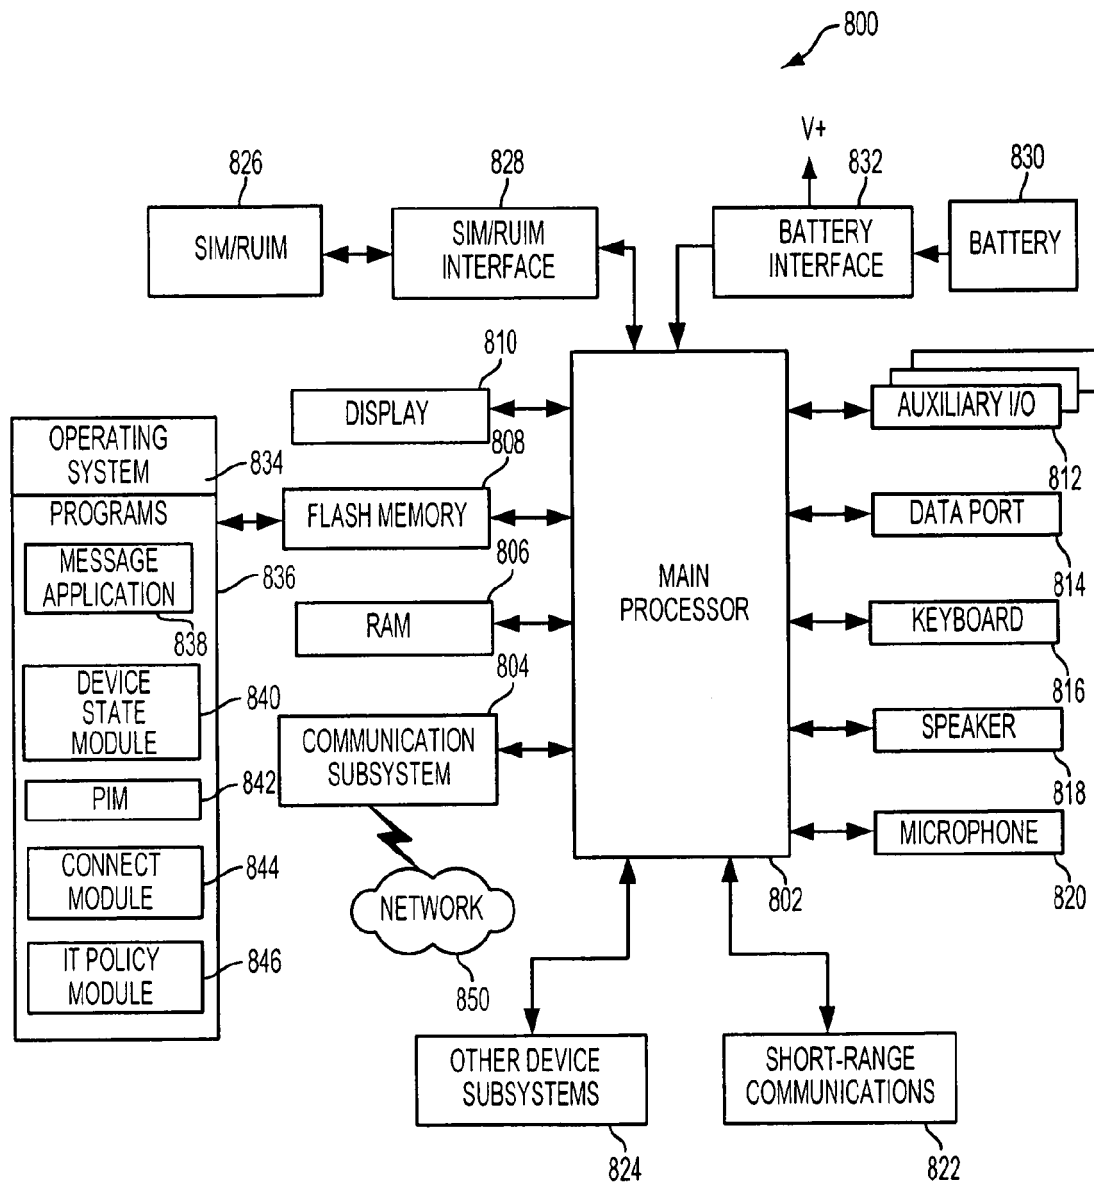 800
V+
826
828
832
830
SIM/RUIM
SIM/RUIM
INTERFACE
BATTERY
INTERFACE
BATTERY
810
DISPLAY
AUXILIARY I/O
812
OPERATING
SYSTEM
834
808
PROGRAMS
FLASH MEMORY
DATA PORT
814
MESSAGE
APPLICATION
836
838
806
RAM
MAIN
PROCESSOR
KEYBOARD
816
804
DEVICE
STATE
MODULE
840
COMMUNICATION
SUBSYSTEM
SPEAKER
818
PIM
842
MICROPHONE
820
CONNECT
MODULE
844
802
NETWORK
850
IT POLICY
MODULE
846
OTHER DEVICE
SUBSYSTEMS
824
SHORT-RANGE
COMMUNICATIONS
822